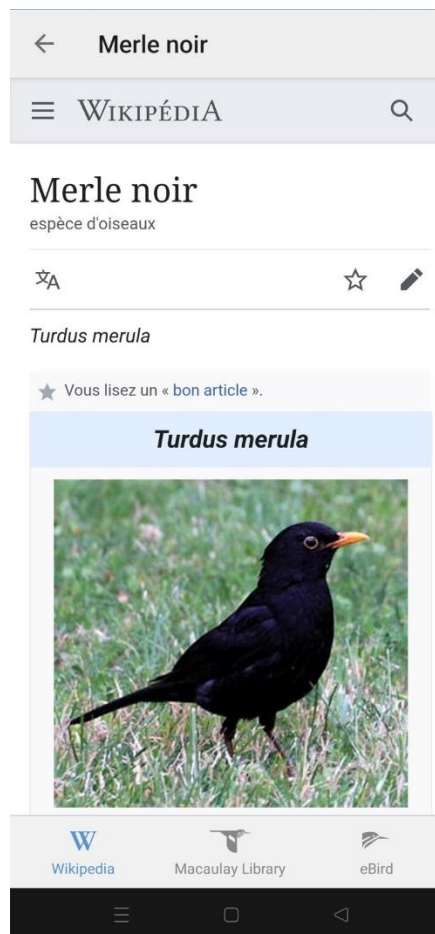 Merle noir
WIKIPÉDIA
Merle noir
espèce d'oiseaux
Turdus merula
Vous lisez un « bon article ».
Turdus merula
W
Wikipedia
Macaulay Library
eBird